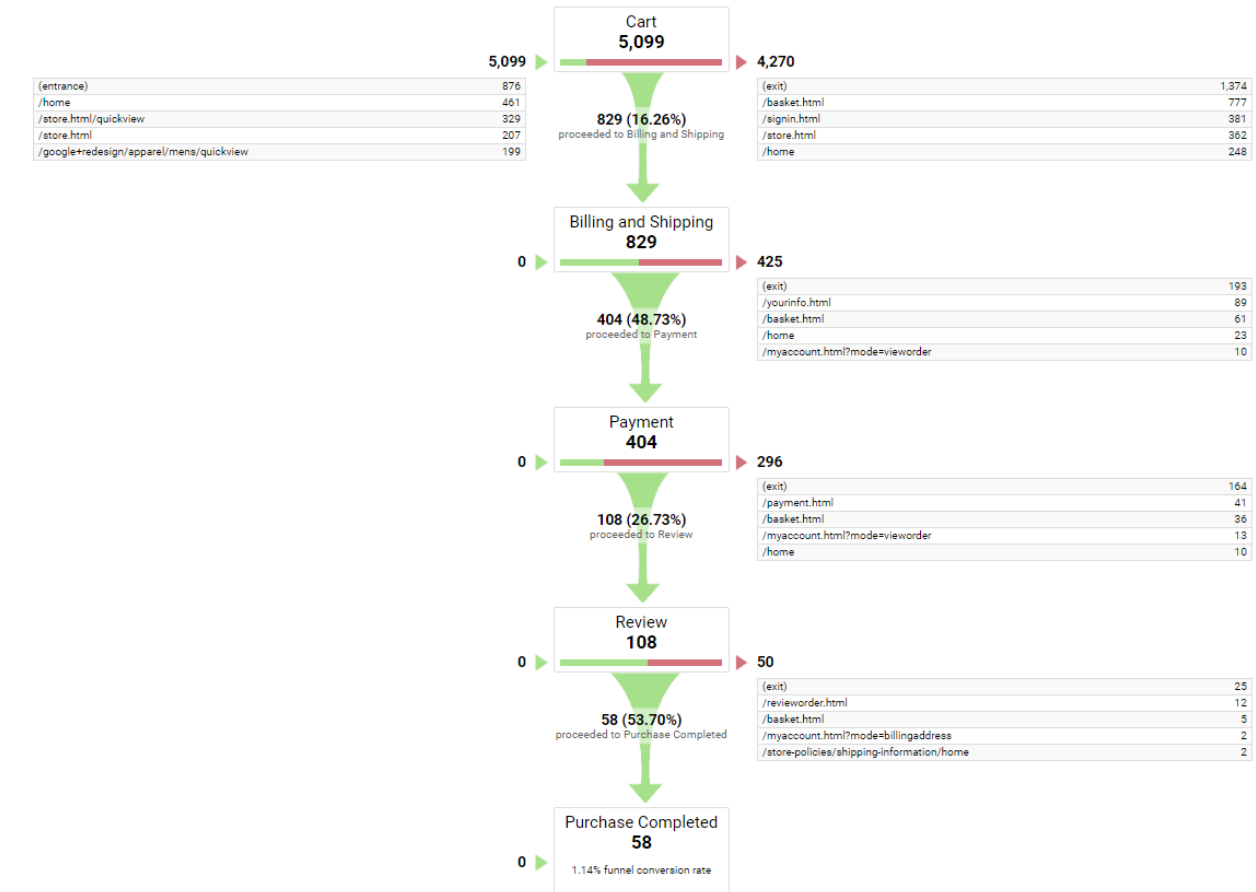 Cart
5,099
5,099
4,270
(entrance) 876
/home 461
/store.html/quickview 329
/store.html 207
/google+redesign/apparel/mens/quickview 199
(exit) 1,374
/basket.html 777
/signin.html 381
/store.html 362
/home 248
829 (16.26%)
proceeded to Billing and Shipping
Billing and Shipping
829
0
425
(exit) 193
/yourinfo.html 89
/basket.html 61
/home 23
/myaccount.html?mode=vieworder 10
404 (48.73%)
proceeded to Payment
Payment
404
0
296
(exit) 164
/payment.html 41
/basket.html 36
/myaccount.html?mode=vieworder 13
/home 10
108 (26.73%)
proceeded to Review
Review
108
0
50
(exit) 25
/revieworder.html 12
/basket.html 5
/myaccount.html?mode=billingaddress 2
/store-policies/shipping-information/home 2
58 (53.70%)
proceeded to Purchase Completed
Purchase Completed
58
0
1.14% funnel conversion rate